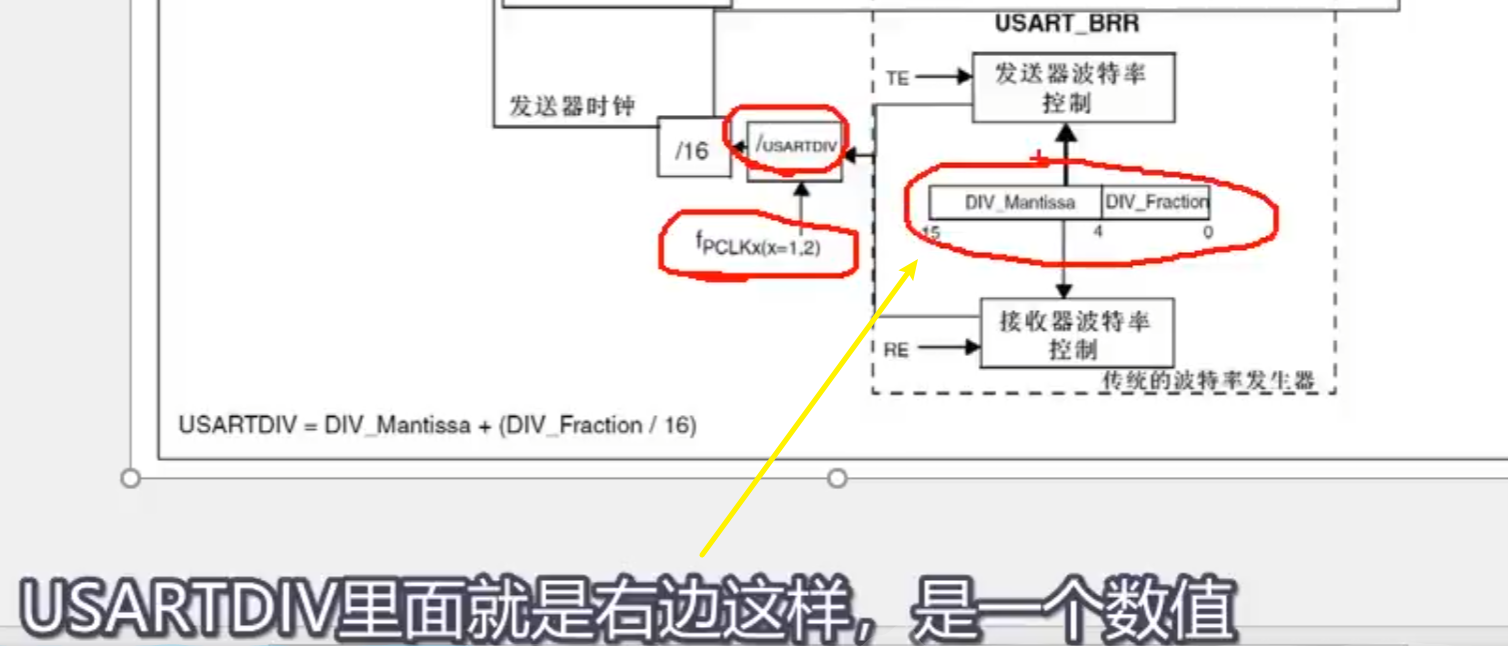 USART_BRR
TE
发送器波特率
控制
发送器时钟
/16
/USARTDIV
DIV_Mantissa
DIV_Fraction
15
4
0
fPCLKx(x=1,2)
接收器波特率
控制
RE
传统的波特率发生器
USARTDIV = DIV_Mantissa + (DIV_Fraction / 16)
USARTDIV里面就是右边这样，是一个数值